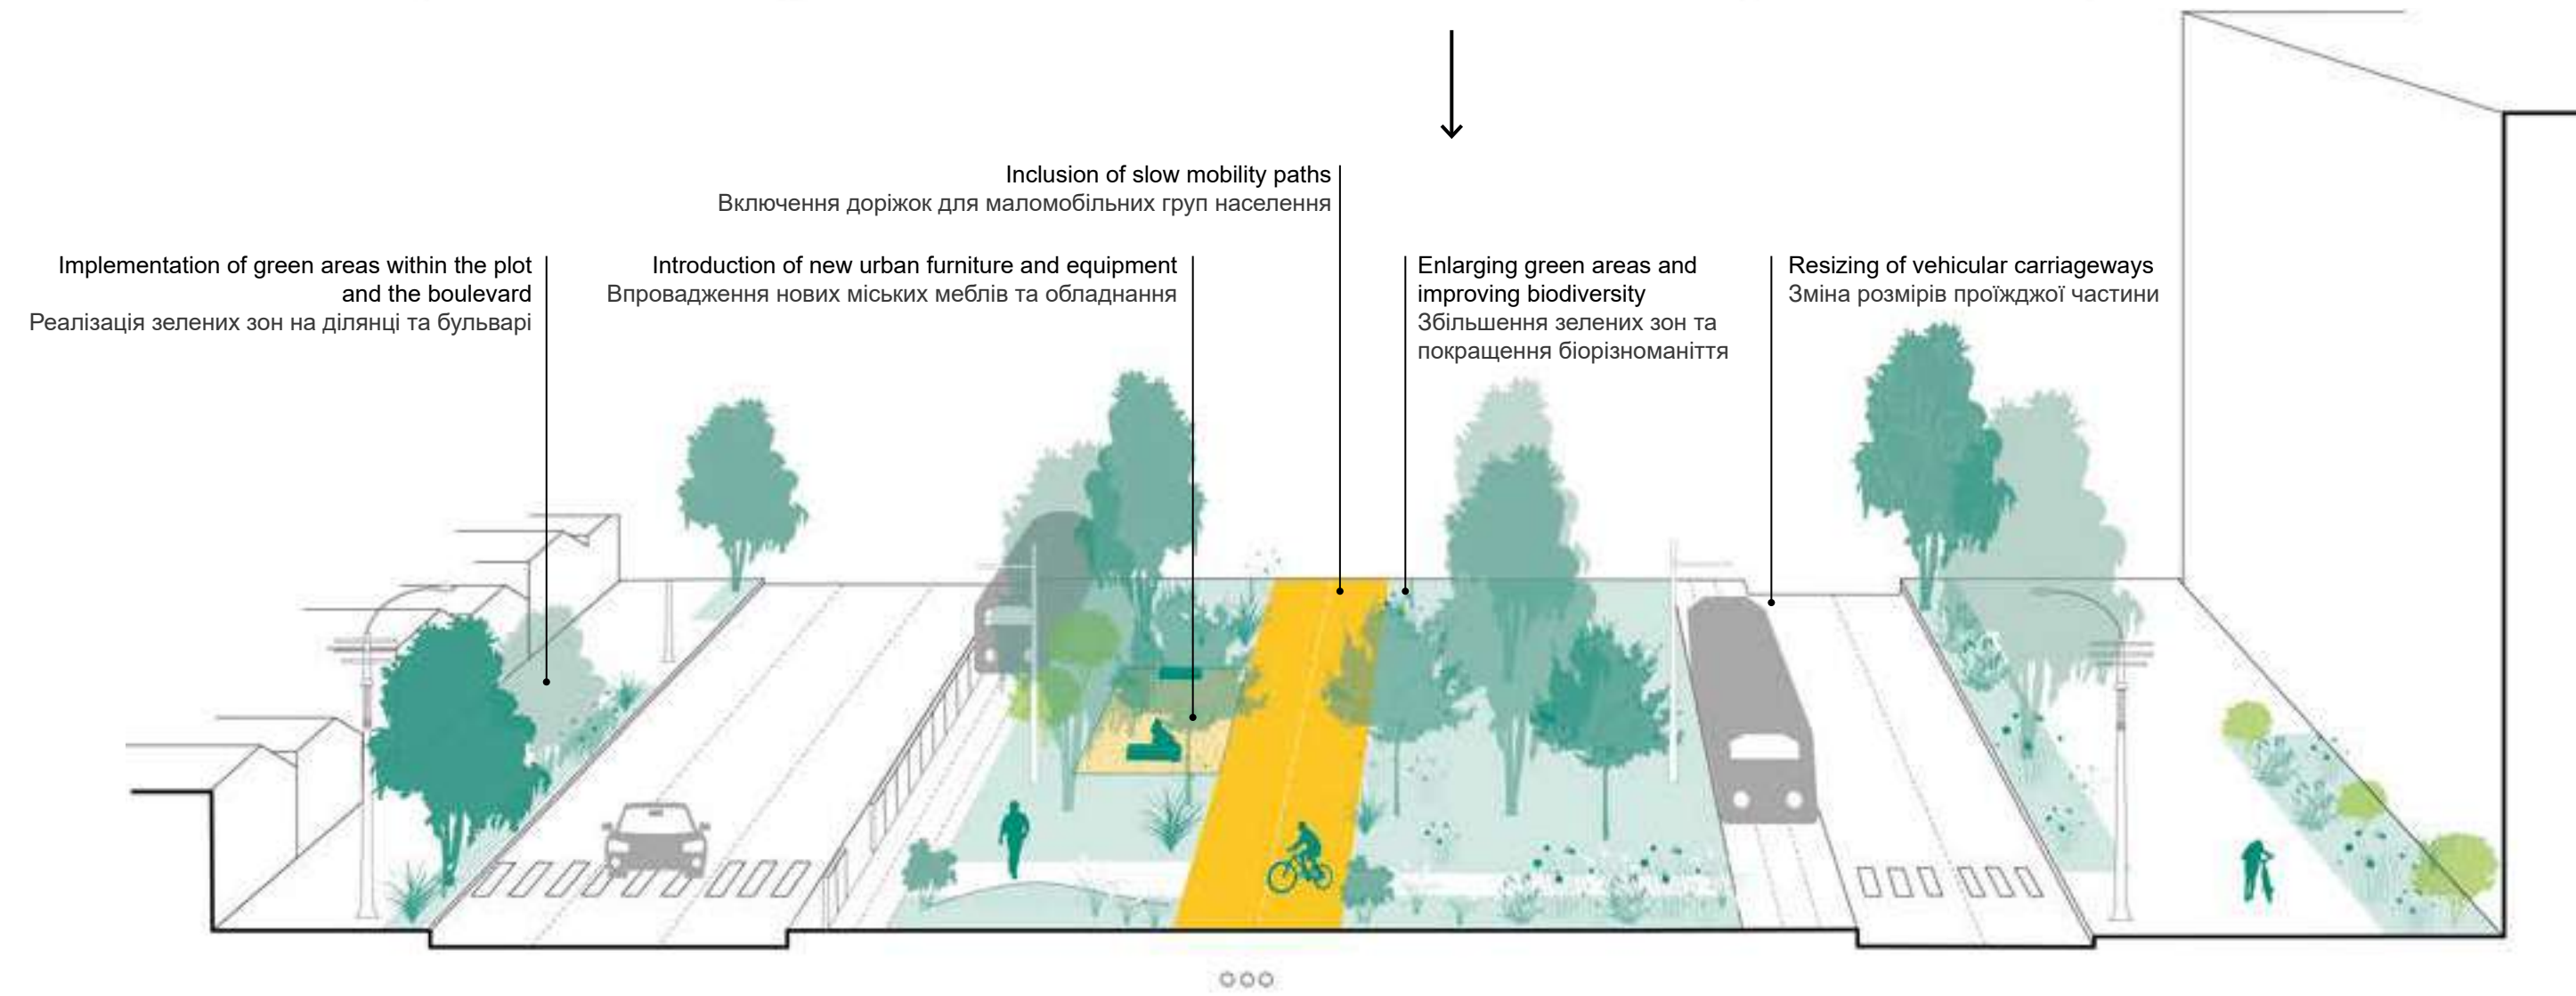 Inclusion of slow mobility paths
Включення доріжок для маломобільних груп населення
Implementation of green areas within the plot
and the boulevard
Реалізація зелених зон на ділянці та бульварі
Introduction of new urban furniture and equipment
Впровадження нових міських меблів та обладнання
Enlarging green areas and
improving biodiversity
Збільшення зелених зон та
покращення біорізноманіття
Resizing of vehicular carriageways
Зміна розмірів проїжджої частини